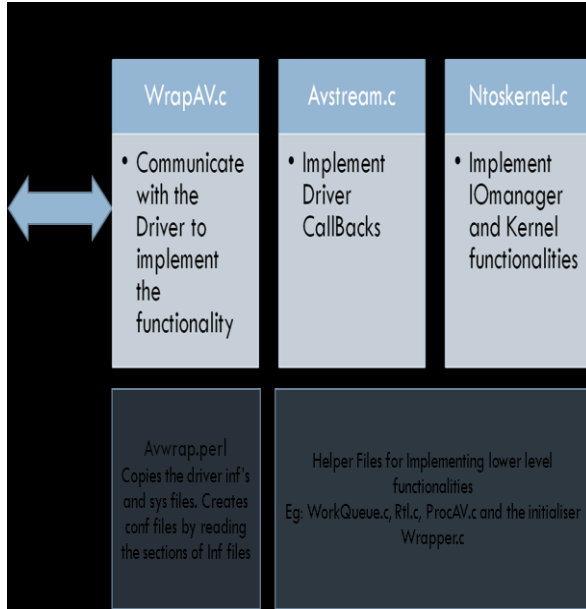 WrapAV.c
• Communicate
with the
Driver to
implement
the
functionality
Avstream.c
• Implement
Driver
CallBacks
Ntoskernel.c
• Implement
IOmanager
and Kernel
functionalities
Avwrap.perl
Copies the driver inf's
and sys files. Creates
conf files by reading
the sections of Inf files
Helper Files for Implementing lower level
functionalities
Eg: WorkQueue.c, Rtl.c, ProcAV.c and the initialiser
Wrapper.c